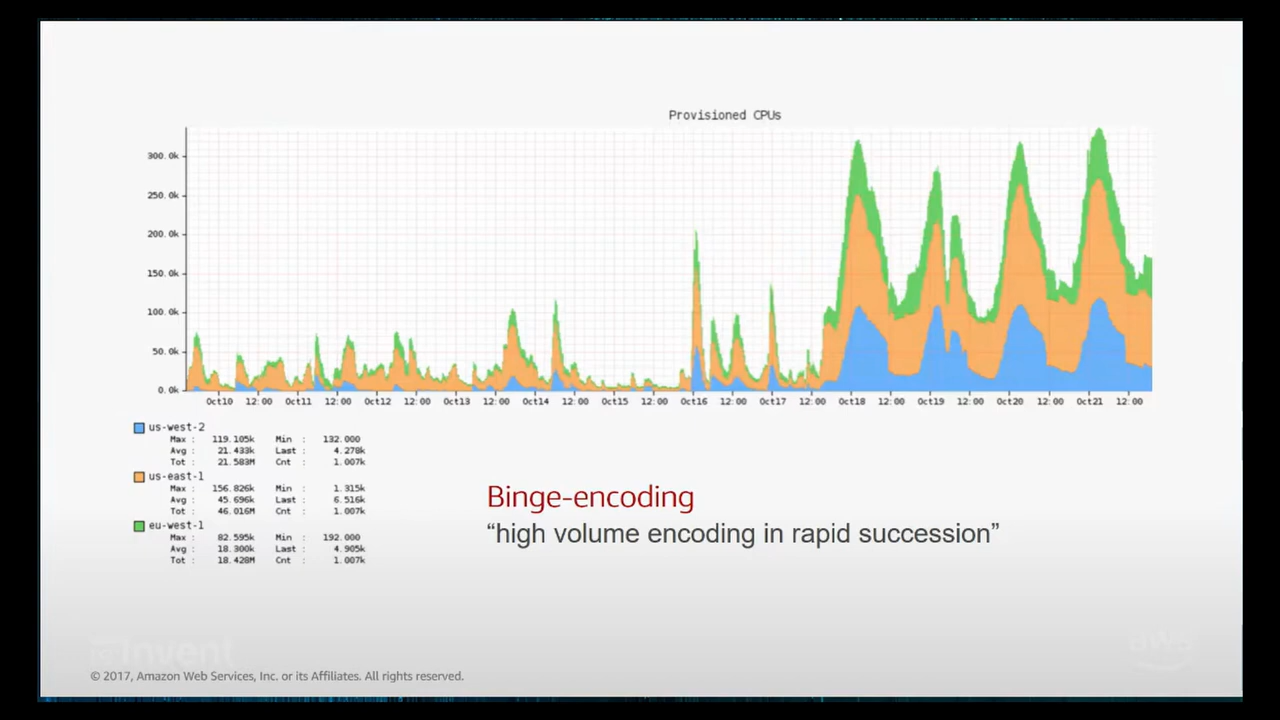 Provisioned CPUs
300.0k
250.0k
200.0k
150.0k
100.0k
50.0k
0.0k
Oct10 12:00 Oct11 12:00 Oct12 12:00 Oct13 12:00 Oct14 12:00 Oct15 12:00 Oct16 12:00 Oct17 12:00 Oct18 12:00 Oct19 12:00 Oct20 12:00 Oct21 12:00
us-west-2
Max : 119.105k Min : 132.000
Avg : 21.433k Last : 4.278k
Tot : 21.583M Cnt : 1.007k
us-east-1
Max : 156.826k Min : 1.315k
Avg : 45.696k Last : 6.516k
Tot : 46.016M Cnt : 1.007k
eu-west-1
Max : 82.595k Min : 192.000
Avg : 18.300k Last : 4.905k
Tot : 18.428M Cnt : 1.007k
Binge-encoding
“high volume encoding in rapid succession”
re:Invent
aws
© 2017, Amazon Web Services, Inc. or its Affiliates. All rights reserved.